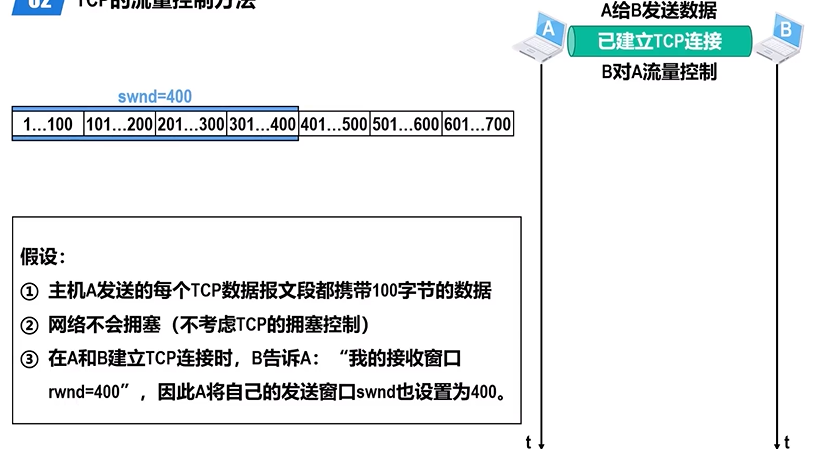 02 TCP的流量控制方法
A给B发送数据
A
已建立TCP连接
B
B对A流量控制
swnd=400
1…100 101…200 201…300 301…400 401…500 501…600 601…700
假设：
① 主机A发送的每个TCP数据报文段都携带100字节的数据
② 网络不会拥塞（不考虑TCP的拥塞控制）
③ 在A和B建立TCP连接时，B告诉A：“我的接收窗口
rwnd=400”，因此A将自己的发送窗口swnd也设置为400。
t
t